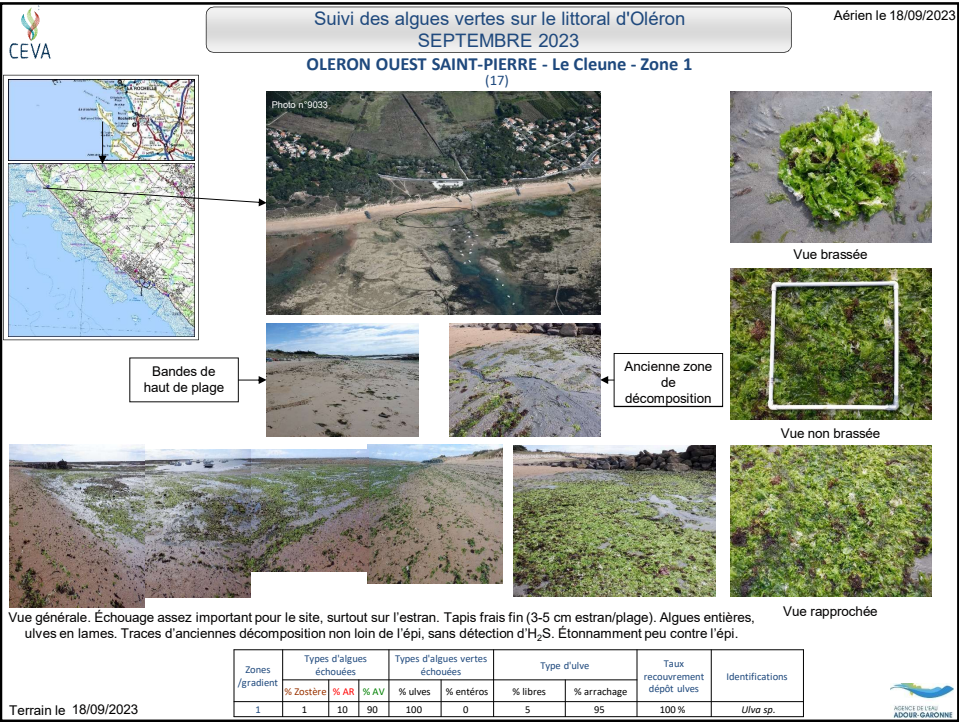 CEVA
Suivi des algues vertes sur le littoral d'Oléron
SEPTEMBRE 2023
Aérien le 18/09/2023
OLERON OUEST SAINT-PIERRE - Le Cleune - Zone 1
(17)
Photo n°9033
LA ROCHELLE
Vue brassée
Bandes de
haut de plage
Ancienne zone
de
décomposition
Vue non brassée
Vue rapprochée
Vue générale. Échouage assez important pour le site, surtout sur l'estran. Tapis frais fin (3-5 cm estran/plage). Algues entières,
ulves en lames. Traces d'anciennes décomposition non loin de l'épi, sans détection d'H₂S. Étonnamment peu contre l'épi.
Zones
/gradient
Types d'algues
échouées
Types d'algues vertes
échouées
Type d'ulve
Taux
recouvrement
dépôt ulves
Identifications
% Zostère % AR % AV % ulves % entéros % libres % arrachage
1 1 10 90 100 0 5 95 100 % Ulva sp.
Terrain le 18/09/2023
AGENCE DE L'EAU
ADOUR-GARONNE